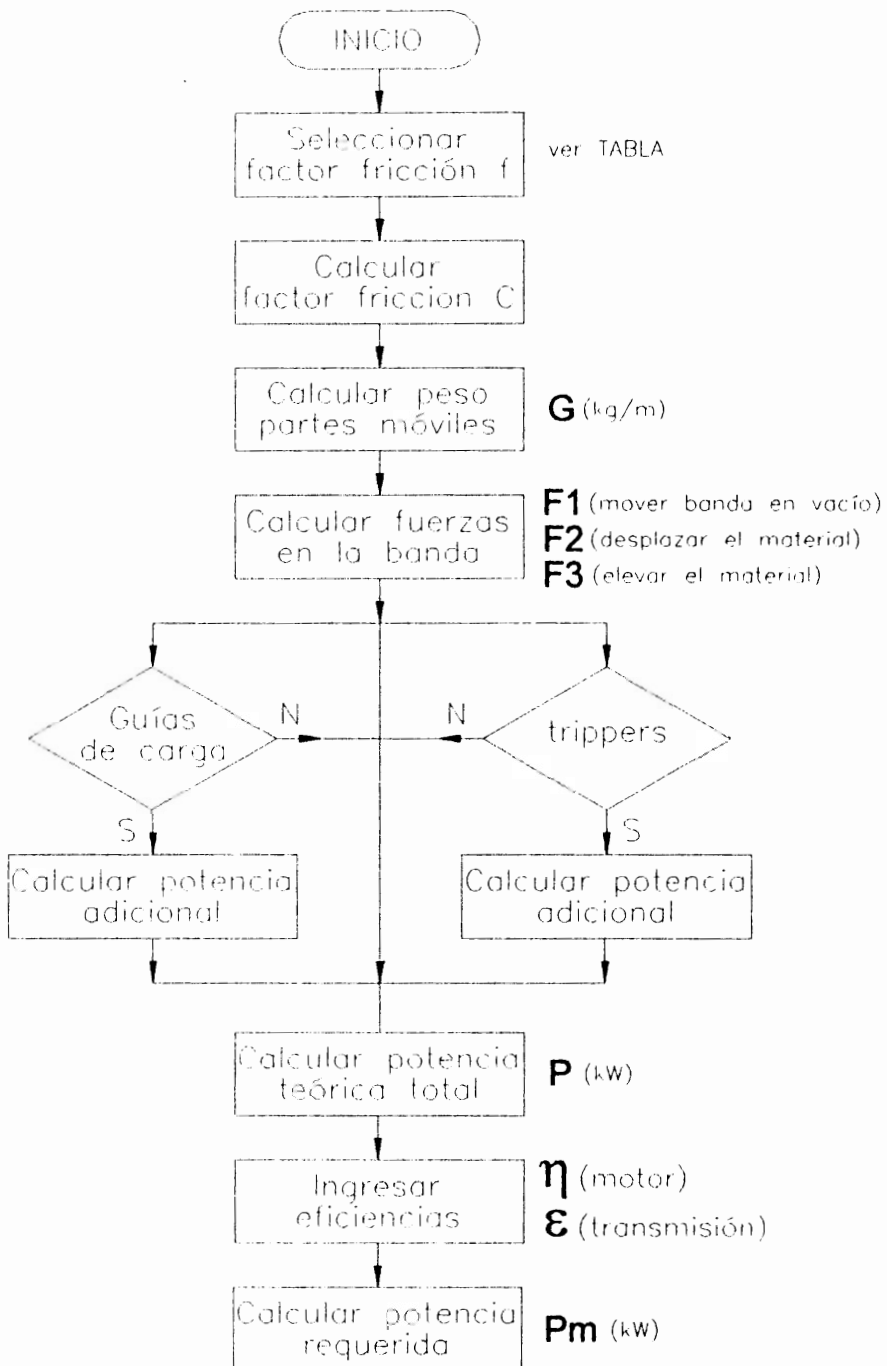 INICIO
Seleccionar
factor fricción f
ver TABLA
Calcular
factor friccion C
Calcular peso
partes móviles
G (kg/m)
Calcular fuerzas
en la banda
F1 (mover banda en vacío)
F2 (desplazar el material)
F3 (elevar el material)
Guías
de carga
N
N
trippers
S
S
Calcular potencia
adicional
Calcular potencia
adicional
Calcular potencia
teórica total
P (kW)
Ingresar
eficiencias
η (motor)
ε (transmisión)
Calcular potencia
requerida
Pm (kW)